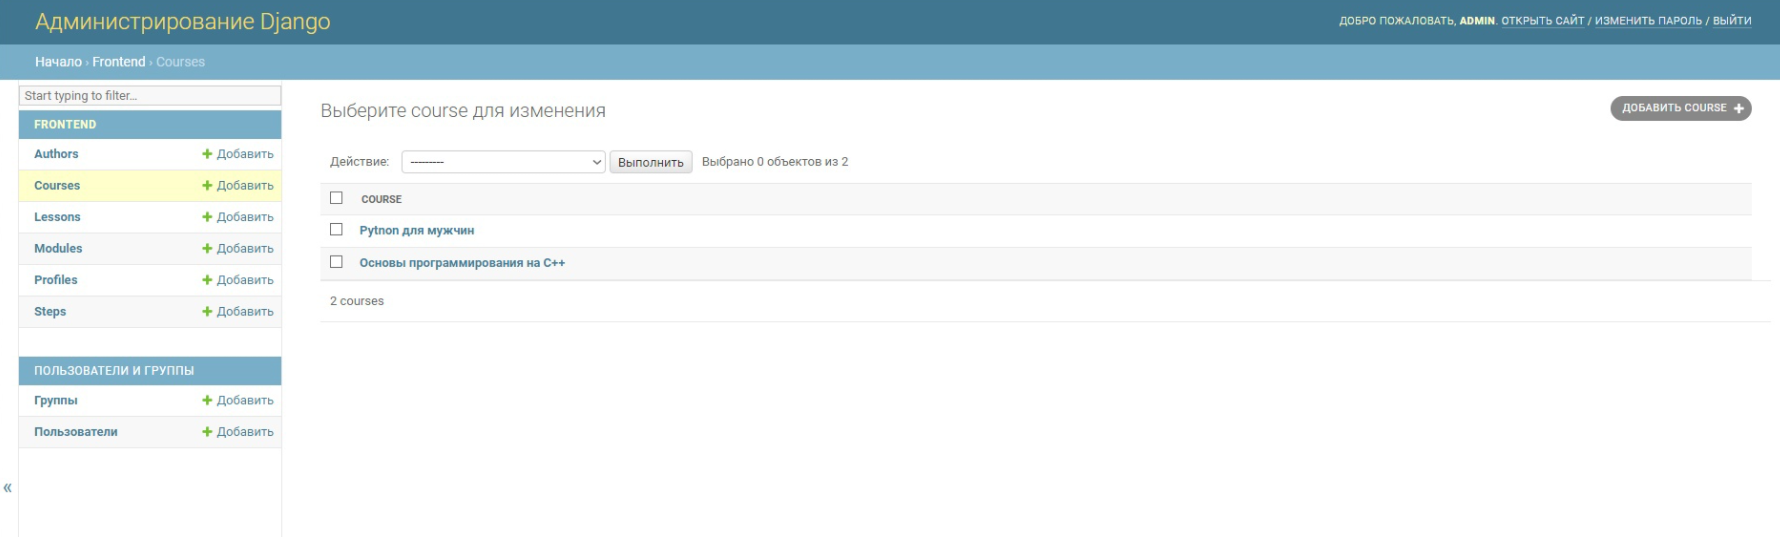 Администрирование Django
ДОБРО ПОЖАЛОВАТЬ, ADMIN. ОТКРЫТЬ САЙТ / ИЗМЕНИТЬ ПАРОЛЬ / ВЫЙТИ
Начало › Frontend › Courses
Start typing to filter...
FRONTEND
Authors + Добавить
Courses + Добавить
Lessons + Добавить
Modules + Добавить
Profiles + Добавить
Steps + Добавить
ПОЛЬЗОВАТЕЛИ И ГРУППЫ
Группы + Добавить
Пользователи + Добавить
«
Выберите course для изменения
ДОБАВИТЬ COURSE +
Действие: --------- Выполнить Выбрано 0 объектов из 2
COURSE
Pytnon для мужчин
Основы программирования на C++
2 courses